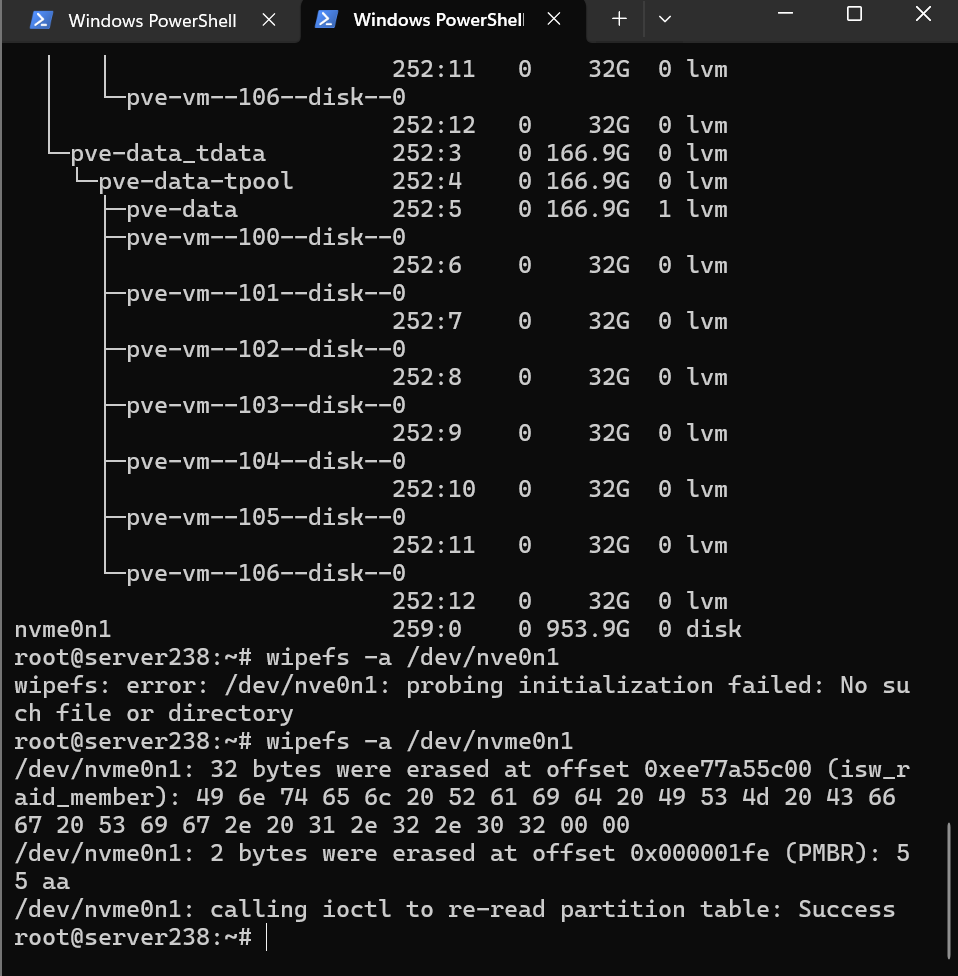 Windows PowerShell
Windows PowerShell
252:11 0 32G 0 lvm
└─pve-vm--106--disk--0
252:12 0 32G 0 lvm
└─pve-data_tdata 252:3 0 166.9G 0 lvm
└─pve-data-tpool 252:4 0 166.9G 0 lvm
├─pve-data 252:5 0 166.9G 1 lvm
├─pve-vm--100--disk--0
252:6 0 32G 0 lvm
├─pve-vm--101--disk--0
252:7 0 32G 0 lvm
├─pve-vm--102--disk--0
252:8 0 32G 0 lvm
├─pve-vm--103--disk--0
252:9 0 32G 0 lvm
├─pve-vm--104--disk--0
252:10 0 32G 0 lvm
├─pve-vm--105--disk--0
252:11 0 32G 0 lvm
└─pve-vm--106--disk--0
252:12 0 32G 0 lvm
nvme0n1 259:0 0 953.9G 0 disk
root@server238:~# wipefs -a /dev/nve0n1
wipefs: error: /dev/nve0n1: probing initialization failed: No su
ch file or directory
root@server238:~# wipefs -a /dev/nvme0n1
/dev/nvme0n1: 32 bytes were erased at offset 0xee77a55c00 (isw_r
aid_member): 49 6e 74 65 6c 20 52 61 69 64 20 49 53 4d 20 43 66
67 20 53 69 67 2e 20 31 2e 32 2e 30 32 00 00
/dev/nvme0n1: 2 bytes were erased at offset 0x000001fe (PMBR): 5
5 aa
/dev/nvme0n1: calling ioctl to re-read partition table: Success
root@server238:~#